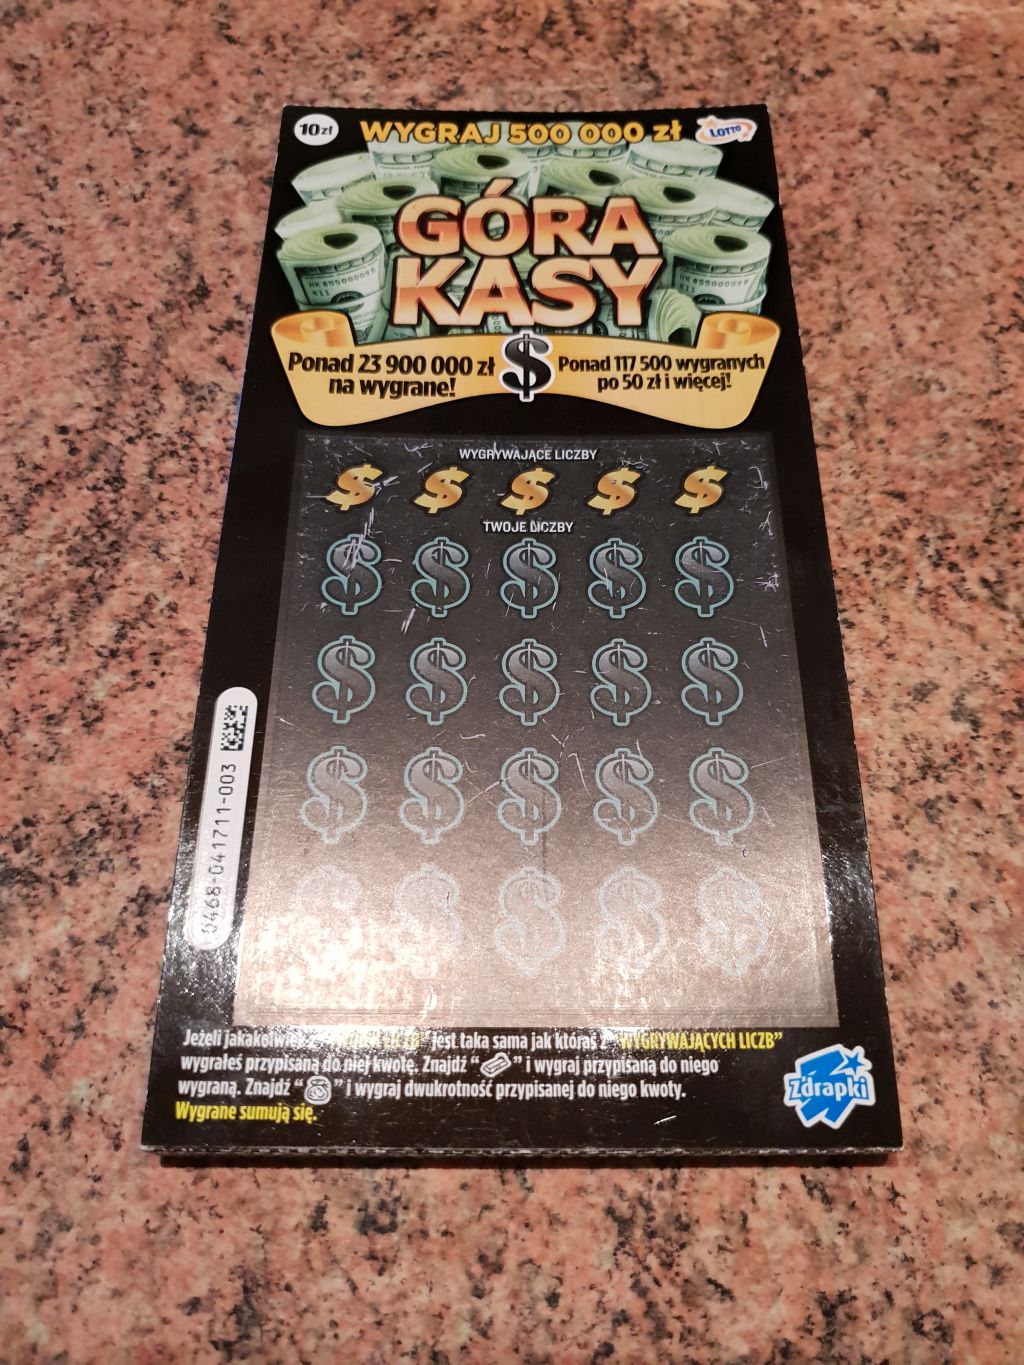 10zł
WYGRAJ 500 000 zł
LOTTO
GÓRA
KASY
Ponad 23 900 000 zł
na wygrane!
$
Ponad 117 500 wygranych
po 50 zł i więcej!
WYGRYWAJĄCE LICZBY
$ $ $ $ $
TWOJE LICZBY
$ $ $ $ $
$ $ $ $ $
$ $ $ $ $
$ $ $ $ $
0468-041711-003
Jeżeli jakakolwiek z LICZB" jest taka sama jak któraś z "WYGRYWAJĄCYCH LICZB"
wygrałeś przypisaną do niej kwotę. Znajdź " " i wygraj przypisaną do niego
wygraną. Znajdź " " i wygraj dwukrotność przypisanej do niego kwoty.
Wygrane sumują się.
Zdrapki